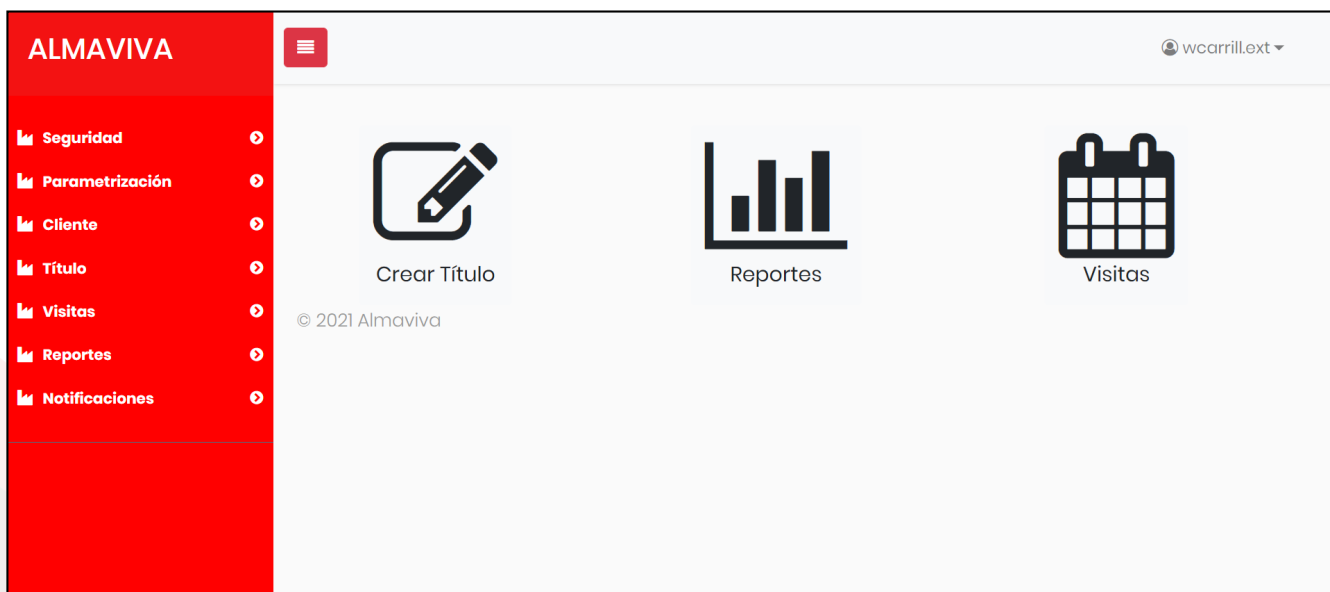 ALMAVIVA
wcarrill.ext
Seguridad
Parametrización
Cliente
Título
Visitas
Reportes
Notificaciones
Crear Título
Reportes
Visitas
© 2021 Almaviva